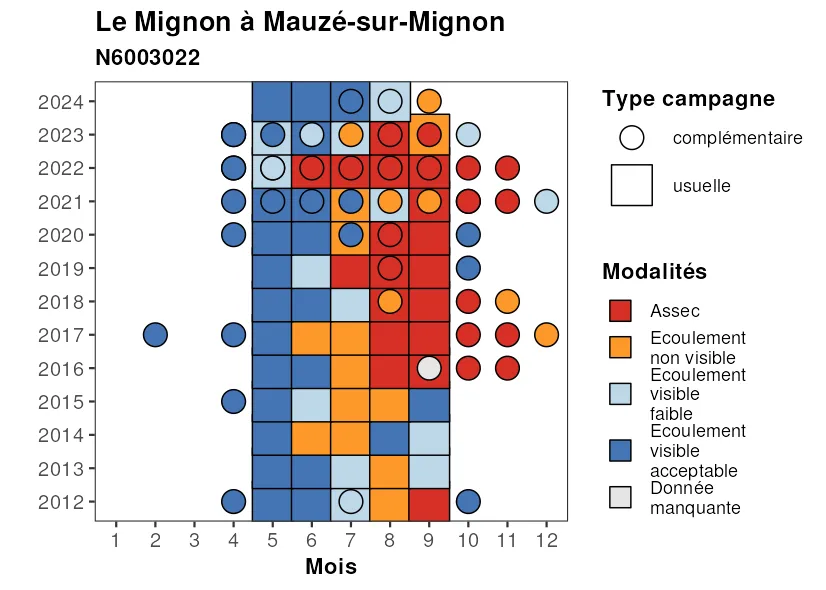 Le Mignon à Mauzé-sur-Mignon
N6003022
2024
2023
2022
2021
2020
2019
2018
2017
2016
2015
2014
2013
2012
1 2 3 4 5 6 7 8 9 10 11 12
Mois
Type campagne
complémentaire
usuelle
Modalités
Assec
Ecoulement
non visible
Ecoulement
visible
faible
Ecoulement
visible
acceptable
Donnée
manquante